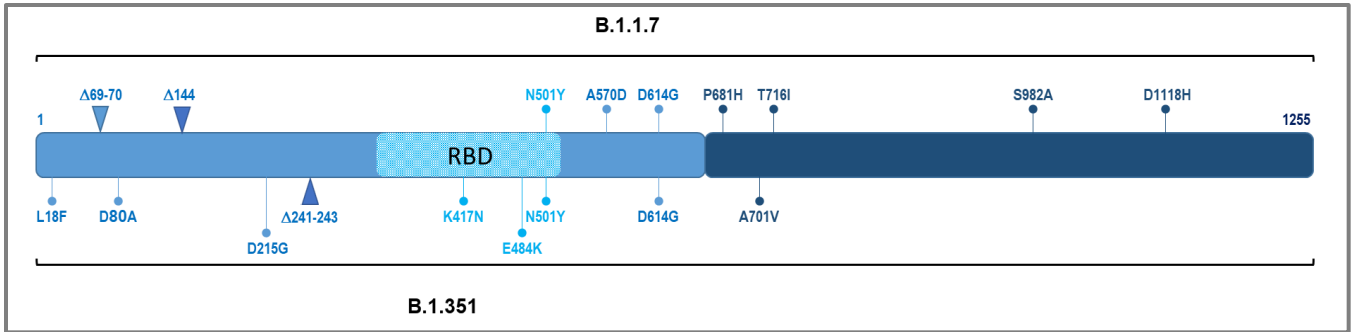 B.1.1.7
Δ69-70 Δ144 N501Y A570D D614G P681H T716I S982A D1118H
1 1255
RBD
L18F D80A Δ241-243 K417N N501Y D614G A701V
D215G E484K
B.1.351